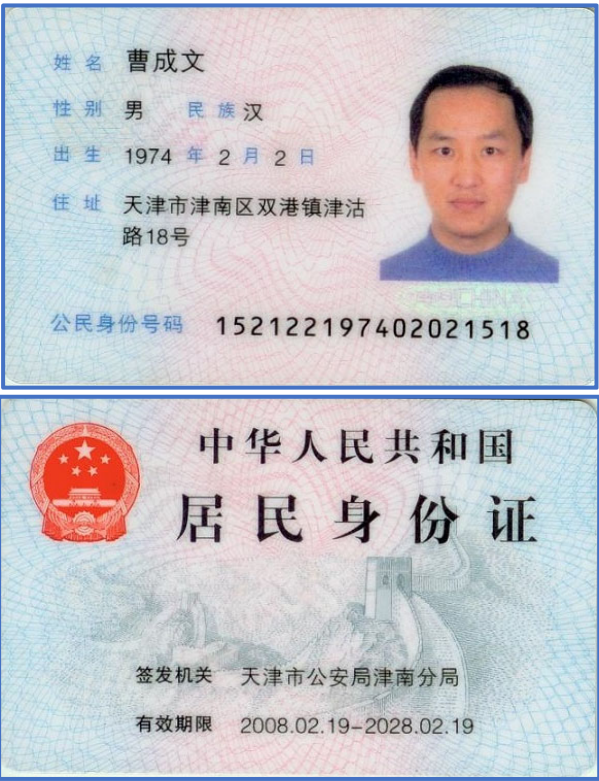 姓名 曹成文
性别 男 民族 汉
出生 1974 年 2 月 2 日
住址 天津市津南区双港镇津沽
路18号
公民身份号码 152122197402021518
中华人民共和国
居民身份证
签发机关 天津市公安局津南分局
有效期限 2008.02.19-2028.02.19